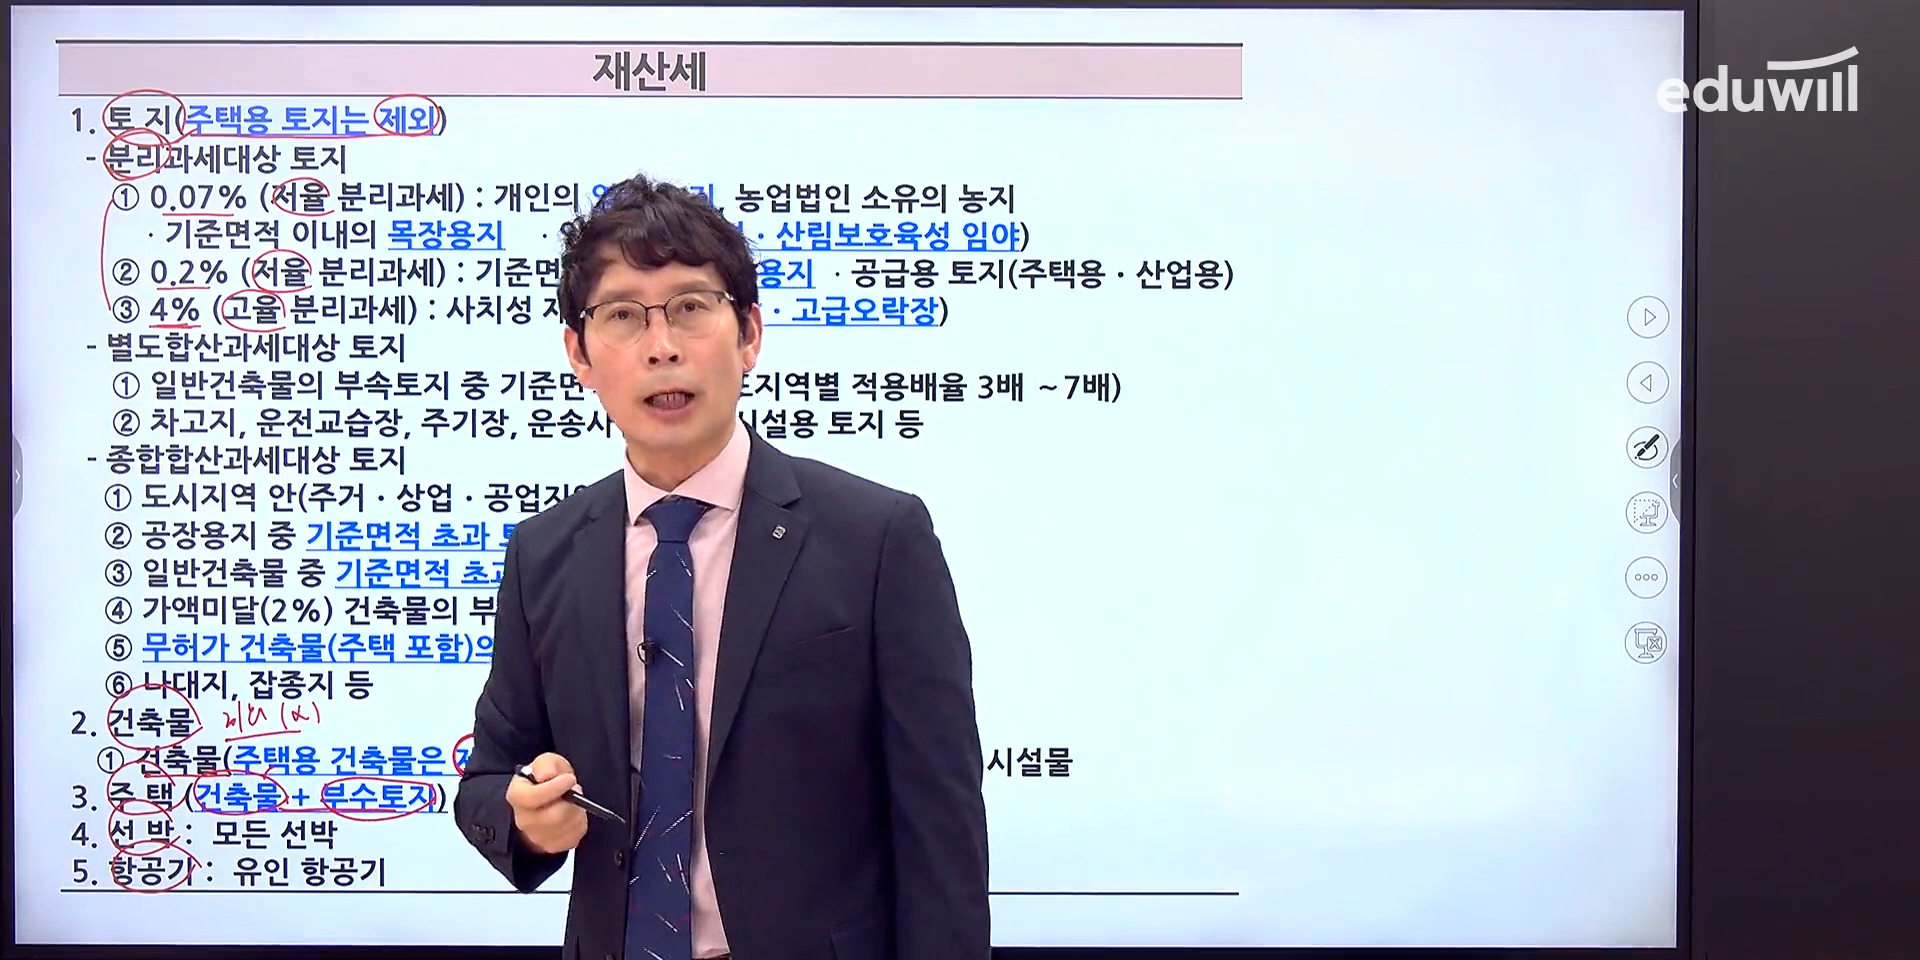 eduwill
재산세
1. 토 지(주택용 토지는 제외)
- 분리과세대상 토지
① 0.07% (저율 분리과세) : 개인의 , 농업법인 소유의 농지
· 기준면적 이내의 목장용지 · · 산림보호육성 임야)
② 0.2% (저율 분리과세) : 기준면 용지 · 공급용 토지(주택용 · 산업용)
③ 4% (고율 분리과세) : 사치성 · 고급오락장)
- 별도합산과세대상 토지
① 일반건축물의 부속토지 중 기준면 지역별 적용배율 3배 ~7배)
② 차고지, 운전교습장, 주기장, 운송사 시설용 토지 등
- 종합합산과세대상 토지
① 도시지역 안(주거 · 상업 · 공업지
② 공장용지 중 기준면적 초과
③ 일반건축물 중 기준면적 초
④ 가액미달(2%) 건축물의 부
⑤ 무허가 건축물(주택 포함)의
⑥ 나대지, 잡종지 등
2. 건축물
① 건축물(주택용 건축물은 시설물
3. 주 택 (건축물 + 부수토지)
4. 선 박 : 모든 선박
5. 항공기 : 유인 항공기